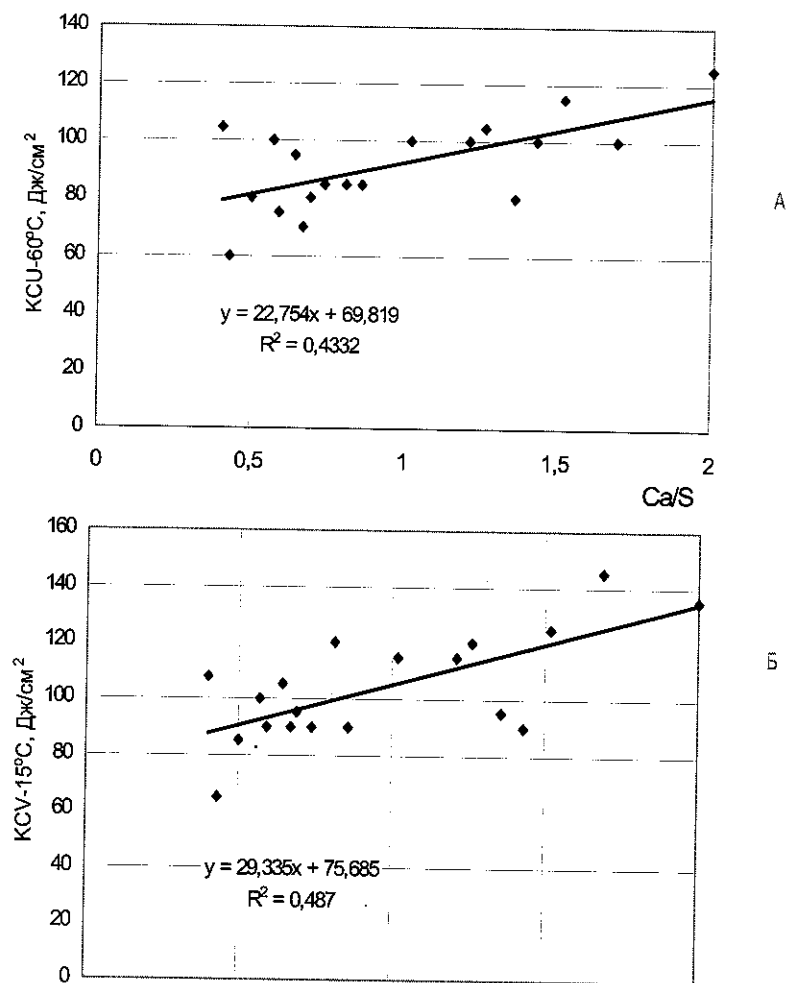 140
120
100
80
60
40
20
0
KCU-60ºC, Дж/см²
y = 22,754x + 69,819
R² = 0,4332
0 0,5 1 1,5 2
Ca/S
А
160
140
120
100
80
60
40
20
0
KCV-15ºC, Дж/см²
y = 29,335x + 75,685
R² = 0,487
Б